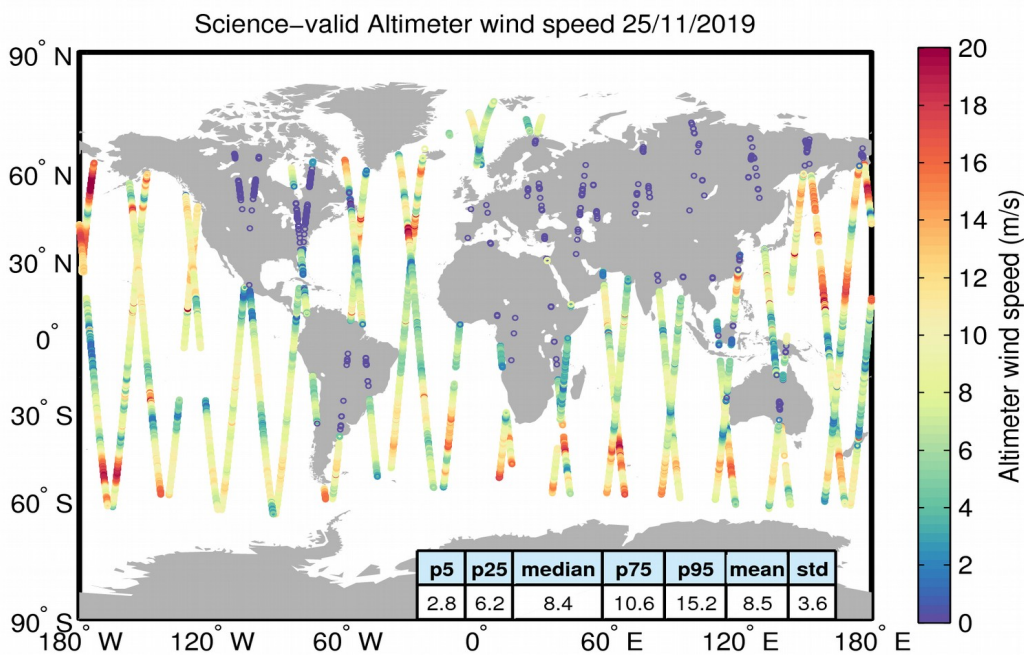 Science−valid Altimeter wind speed 25/11/2019
90° N
60° N
30° N
0°
30° S
60° S
90° S
180° W
120° W
60° W
0°
60° E
120° E
180° E
p5 p25 median p75 p95 mean std
2.8 6.2 8.4 10.6 15.2 8.5 3.6
20
18
16
14
12
10
8
6
4
2
0
Altimeter wind speed (m/s)